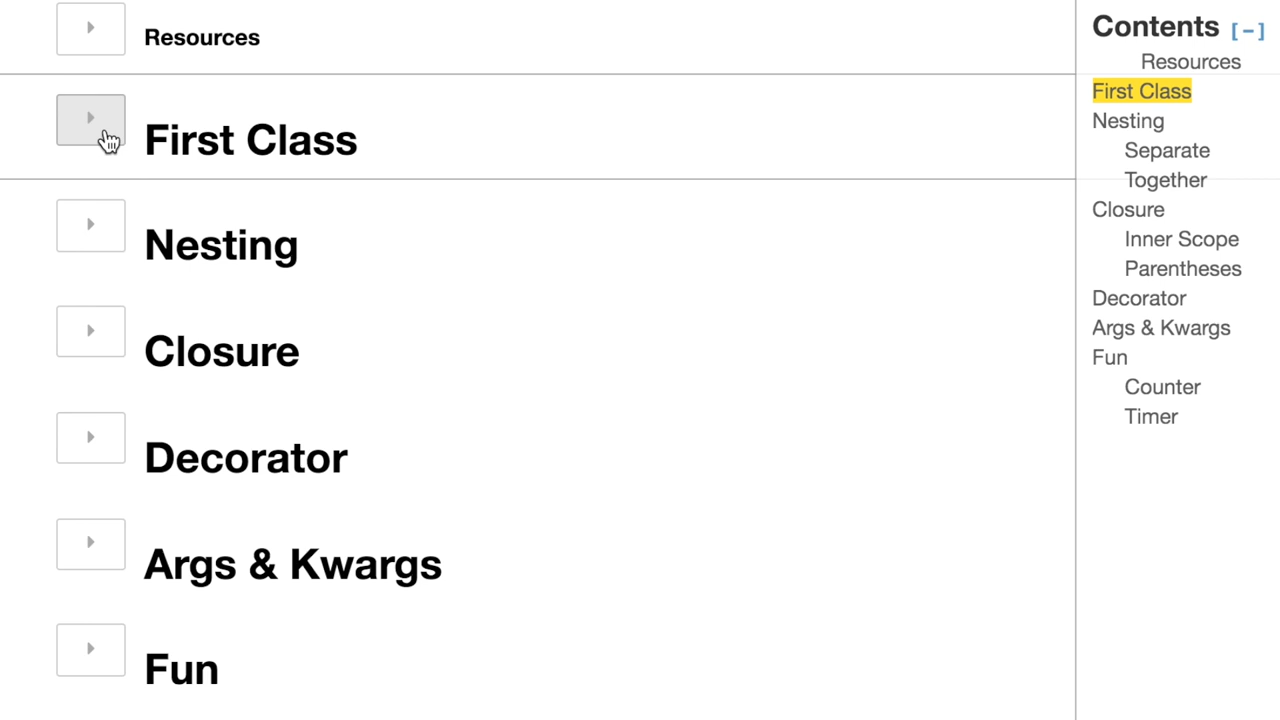 Resources
First Class
Nesting
Closure
Decorator
Args & Kwargs
Fun
Contents [-]
Resources
First Class
Nesting
Separate
Together
Closure
Inner Scope
Parentheses
Decorator
Args & Kwargs
Fun
Counter
Timer